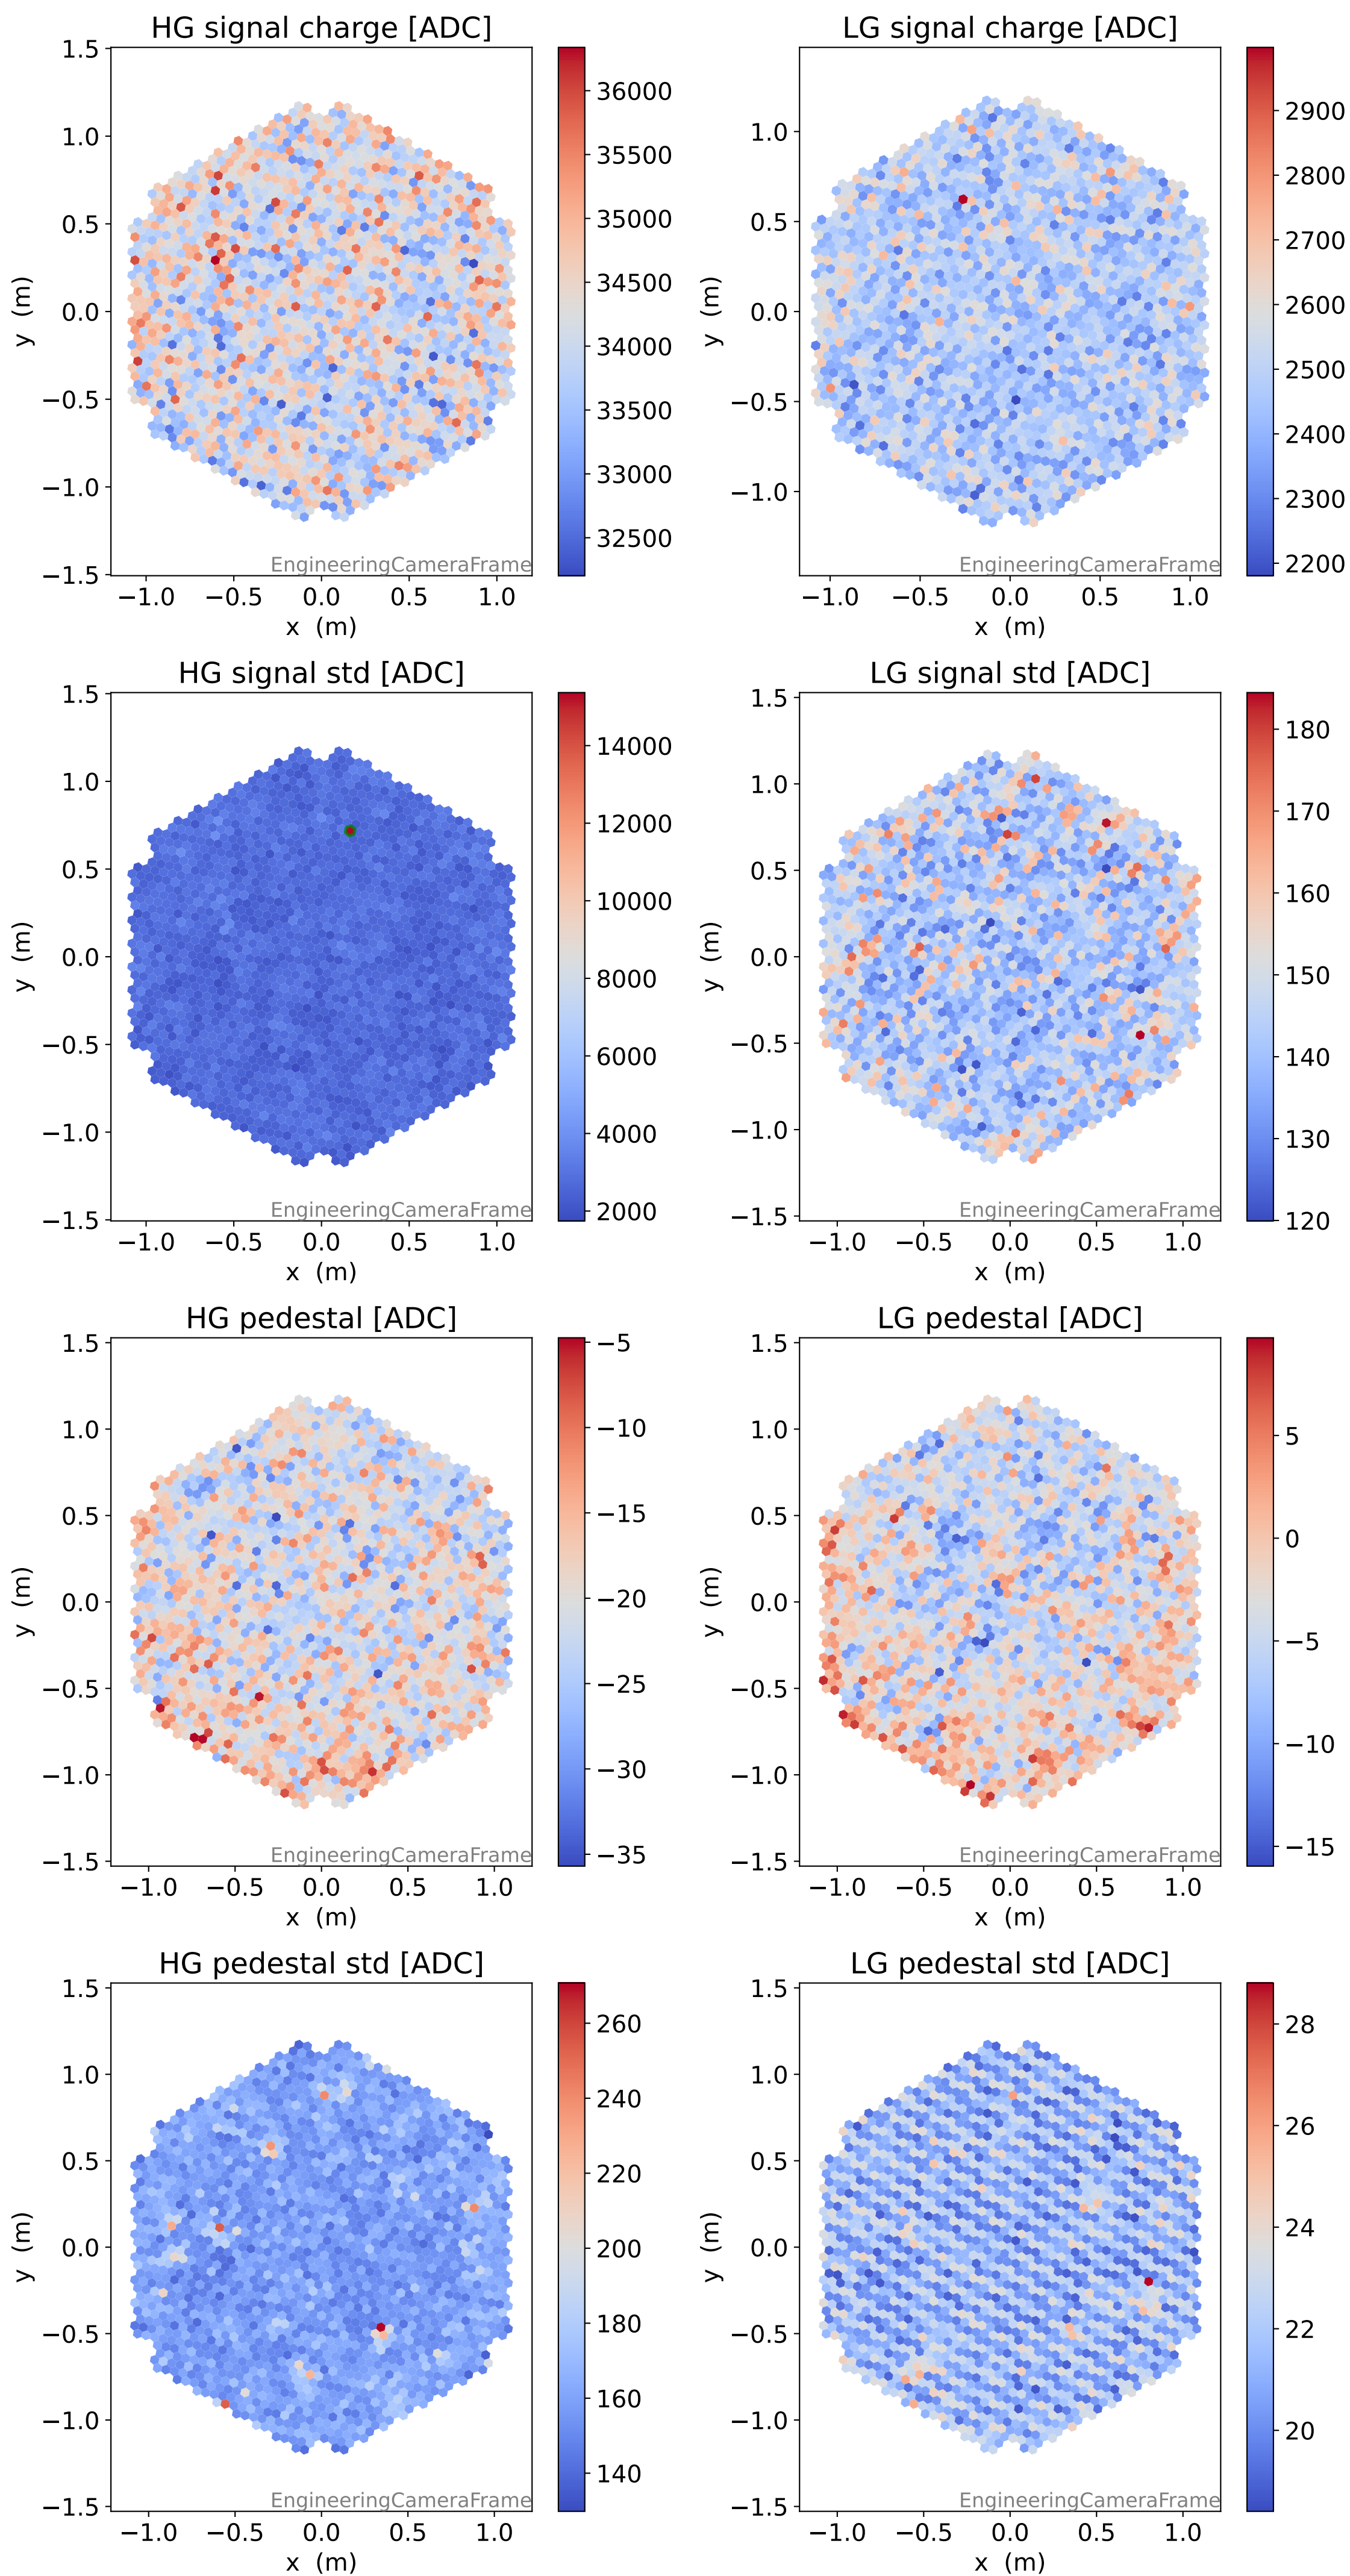 HG signal charge [ADC]
1.5
1.0
0.5
0.0
−0.5
−1.0
−1.5
y (m)
−1.0 −0.5 0.0 0.5 1.0
x (m)
EngineeringCameraFrame
36000
35500
35000
34500
34000
33500
33000
32500
LG signal charge [ADC]
1.0
0.5
0.0
−0.5
−1.0
y (m)
−1.0 −0.5 0.0 0.5 1.0
x (m)
EngineeringCameraFrame
2900
2800
2700
2600
2500
2400
2300
2200
HG signal std [ADC]
1.5
1.0
0.5
0.0
−0.5
−1.0
−1.5
y (m)
−1.0 −0.5 0.0 0.5 1.0
x (m)
EngineeringCameraFrame
14000
12000
10000
8000
6000
4000
2000
LG signal std [ADC]
1.5
1.0
0.5
0.0
−0.5
−1.0
−1.5
y (m)
−1.0 −0.5 0.0 0.5 1.0
x (m)
EngineeringCameraFrame
180
170
160
150
140
130
120
HG pedestal [ADC]
1.5
1.0
0.5
0.0
−0.5
−1.0
−1.5
y (m)
−1.0 −0.5 0.0 0.5 1.0
x (m)
EngineeringCameraFrame
−5
−10
−15
−20
−25
−30
−35
LG pedestal [ADC]
1.5
1.0
0.5
0.0
−0.5
−1.0
−1.5
y (m)
−1.0 −0.5 0.0 0.5 1.0
x (m)
EngineeringCameraFrame
5
0
−5
−10
−15
HG pedestal std [ADC]
1.5
1.0
0.5
0.0
−0.5
−1.0
−1.5
y (m)
−1.0 −0.5 0.0 0.5 1.0
x (m)
EngineeringCameraFrame
260
240
220
200
180
160
140
LG pedestal std [ADC]
1.5
1.0
0.5
0.0
−0.5
−1.0
−1.5
y (m)
−1.0 −0.5 0.0 0.5 1.0
x (m)
EngineeringCameraFrame
28
26
24
22
20